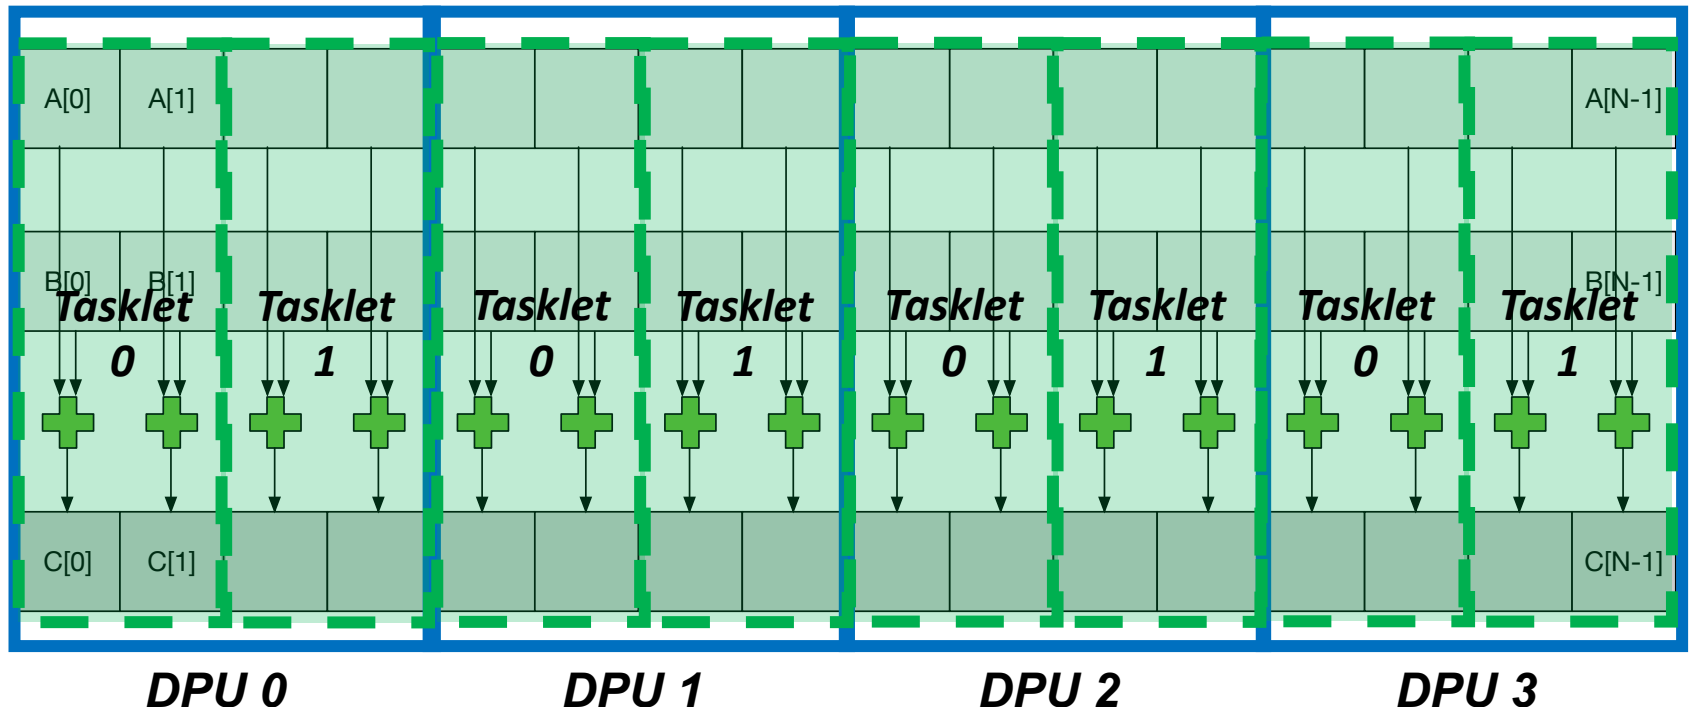 A[0] A[1] A[N-1]
B[0] B[1] B[N-1]
Tasklet Tasklet Tasklet Tasklet Tasklet Tasklet Tasklet Tasklet
0 1 0 1 0 1 0 1
C[0] C[1] C[N-1]
DPU 0 DPU 1 DPU 2 DPU 3